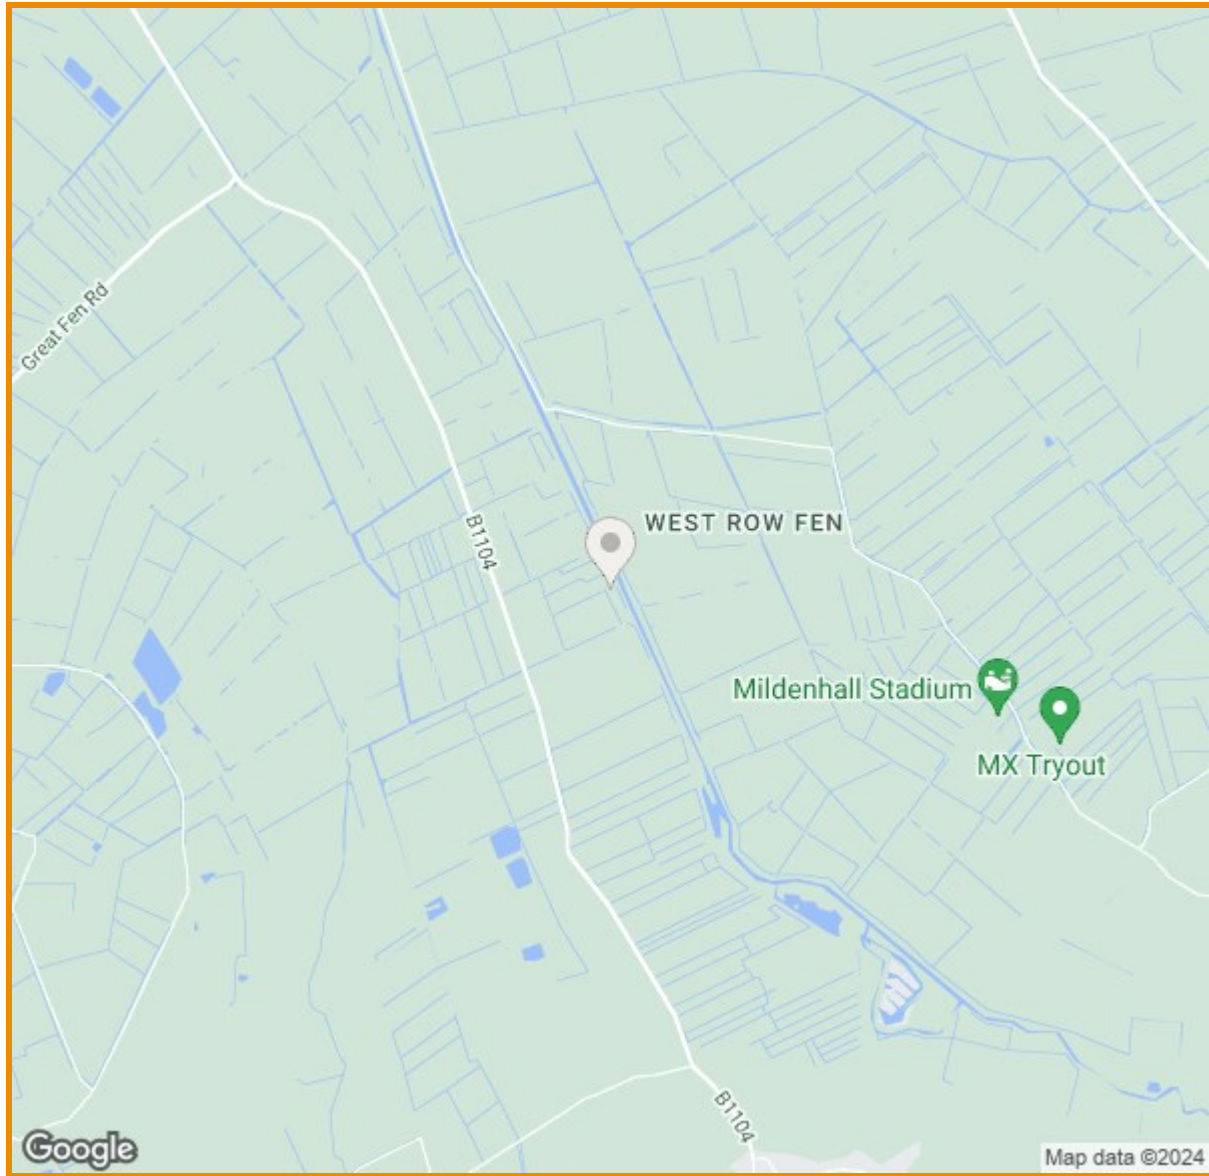 Great Fen Rd
B1104
WEST ROW FEN
Mildenhall Stadium
MX Tryout
B1104
Google
Map data ©2024